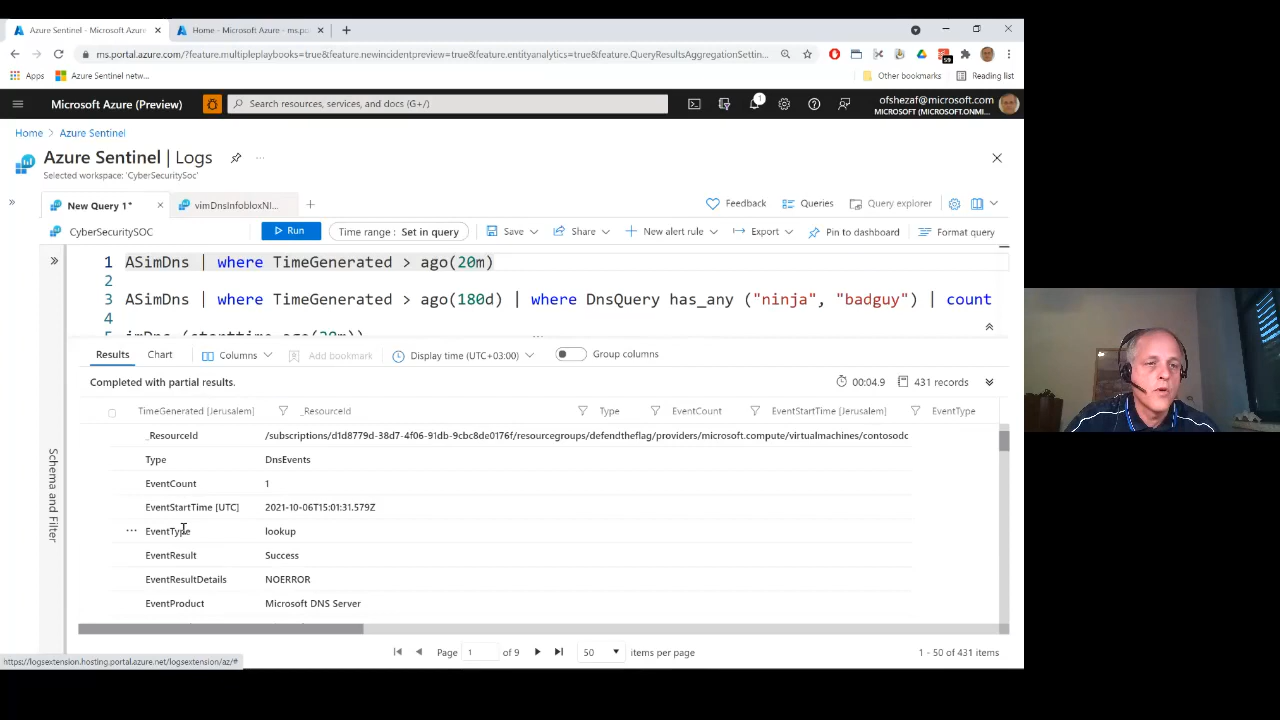 Azure Sentinel - Microsoft Azure
Home - Microsoft Azure - ms.po
ms.portal.azure.com/?feature.multipleplaybooks=true&feature.newincidentpreview=true&feature.entityanalytics=true&feature.QueryResultsAggregationSettin...
59
Apps
Azure Sentinel netw...
Other bookmarks
Reading list
Microsoft Azure (Preview)
Search resources, services, and docs (G+/)
1
ofshezaf@microsoft.com
MICROSOFT (MICROSOFT.ONMI...
Home > Azure Sentinel
Azure Sentinel | Logs
Selected workspace: 'CyberSecuritySoc'
New Query 1*
vimDnsInfobloxNI...
Feedback
Queries
Query explorer
CyberSecuritySOC
Run
Time range : Set in query
Save
Share
New alert rule
Export
Pin to dashboard
Format query
1 ASimDns | where TimeGenerated > ago(20m)
2
3 ASimDns | where TimeGenerated > ago(180d) | where DnsQuery has_any ("ninja", "badguy") | count
4
5 imDns (starttime=ago(20m))
Results
Chart
Columns
Add bookmark
Display time (UTC+03:00)
Group columns
Completed with partial results.
00:04.9
431 records
TimeGenerated [Jerusalem]
_ResourceId
Type
EventCount
EventStartTime [Jerusalem]
EventType
_ResourceId /subscriptions/d1d8779d-38d7-4f06-91db-9cbc8de0176f/resourcegroups/defendtheflag/providers/microsoft.compute/virtualmachines/contosodc
Type DnsEvents
EventCount 1
EventStartTime [UTC] 2021-10-06T15:01:31.579Z
EventType lookup
EventResult Success
EventResultDetails NOERROR
EventProduct Microsoft DNS Server
Schema and Filter
Page 1 of 9
50 items per page
1 - 50 of 431 items
https://logsextension.hosting.portal.azure.net/logsextension/az/#